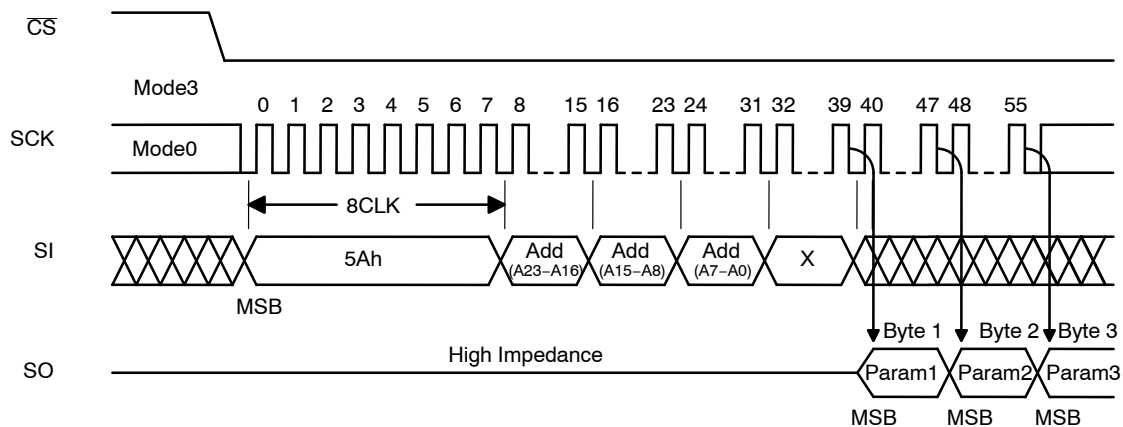 CS
Mode3
0 1 2 3 4 5 6 7 8 15 16 23 24 31 32 39 40 47 48 55
SCK
Mode0
8CLK
SI
5Ah
Add
(A23–A16)
Add
(A15–A8)
Add
(A7–A0)
X
MSB
High Impedance
Byte 1
Byte 2
Byte 3
SO
Param1
Param2
Param3
MSB
MSB
MSB